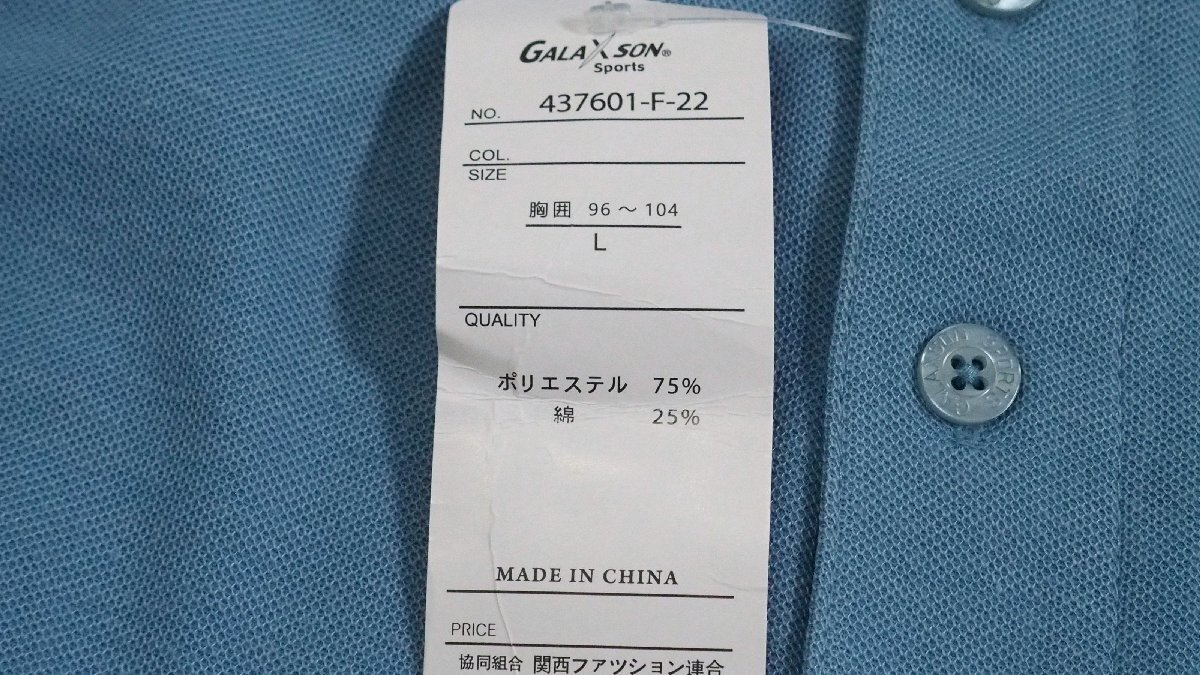 GALAXSON®
Sports
NO. 437601-F-22
COL.
SIZE
胸囲 96～104
L
QUALITY
ポリエステル 75%
綿 25%
MADE IN CHINA
PRICE
協同組合 関西ファツション連合